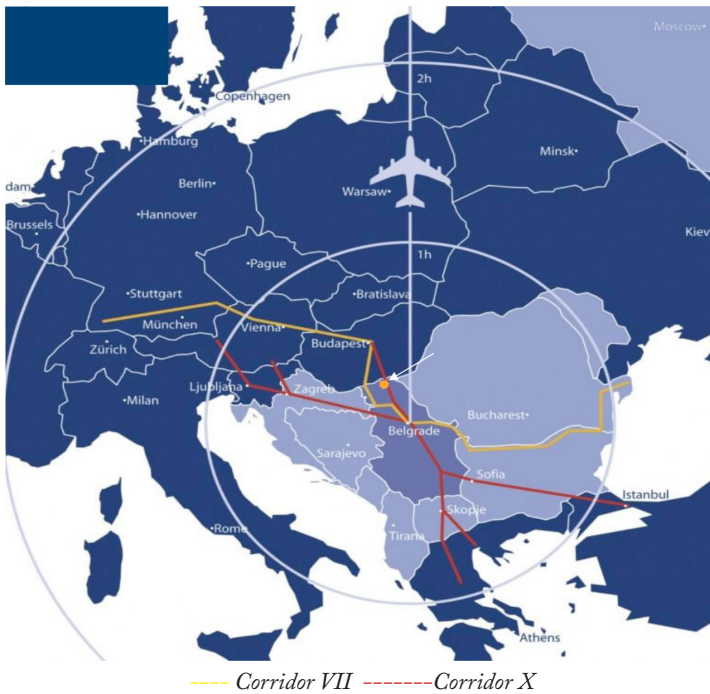 Moscow
2h
Copenhagen
Hamburg
Minsk
Berlin
dam
Warsaw
Hannover
Brussels
Kiev
1h
Pague
Stuttgart
Bratislava
München
Vienna
Budapest
Zürich
Ljubljana
Zagreb
Milan
Bucharest
Belgrade
Sarajevo
Sofia
Istanbul
Skopje
Rome
Tirana
Athens
Corridor VII Corridor X